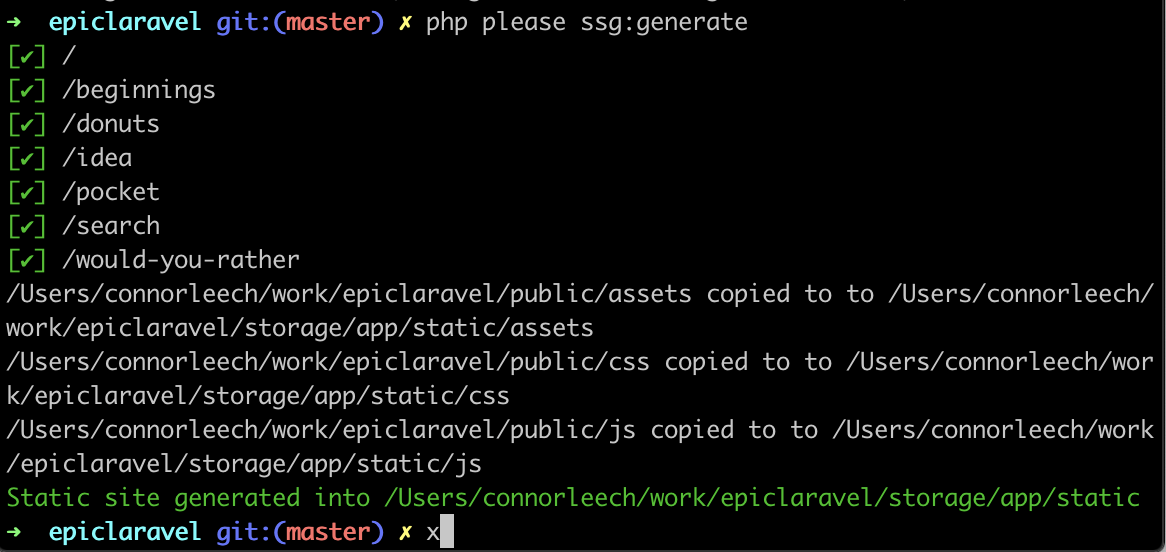 ➜  epiclaravel git:(master) ✗ php please ssg:generate
[✔] /
[✔] /beginnings
[✔] /donuts
[✔] /idea
[✔] /pocket
[✔] /search
[✔] /would-you-rather
/Users/connorleech/work/epiclaravel/public/assets copied to to /Users/connorleech/
work/epiclaravel/storage/app/static/assets
/Users/connorleech/work/epiclaravel/public/css copied to to /Users/connorleech/wor
k/epiclaravel/storage/app/static/css
/Users/connorleech/work/epiclaravel/public/js copied to to /Users/connorleech/work
/epiclaravel/storage/app/static/js
Static site generated into /Users/connorleech/work/epiclaravel/storage/app/static
➜  epiclaravel git:(master) ✗ x